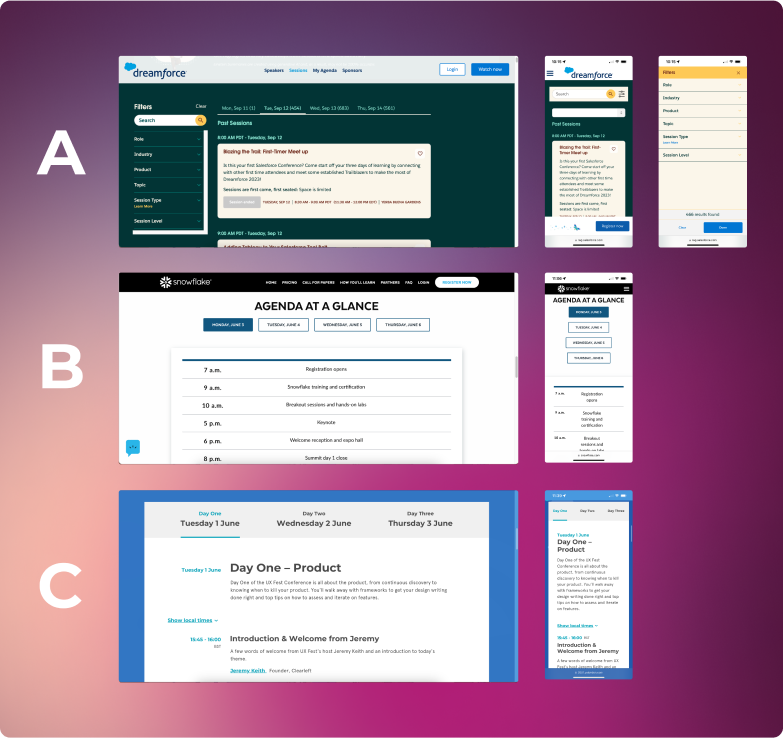 A
dreamforce
Speakers Sessions My Agenda Sponsors
Login
Watch now
Filters
Clear
Search
Role
Industry
Product
Topic
Session Type
Learn More
Session Level
Mon, Sep 11 (1) Tue, Sep 12 (454) Wed, Sep 13 (683) Thu, Sep 14 (561)
Past Sessions
8:00 AM PDT - Tuesday, Sep 12
Blazing the Trail: First-Timer Meet up
Is this your first Salesforce Conference? Come start off your three days of learning by connecting
with other first time attendees and meet some established Trailblazers to make the most of
DreamForce 2023!
Sessions are first come, first seated: Space is limited
9:00 AM PDT - Tuesday, Sep 12
10:15
dreamforce
Search
Past Sessions
8:00 AM PDT - Tuesday, Sep 12
Blazing the Trail: First-
Timer Meet up
Is this your first Salesforce
Conference? Come start off
your three days of
learning by connecting
with other first time
attendees and meet some
established Trailblazers to
make the most of
DreamForce 2023!
Sessions are first come, first
seated: Space is limited
Register now
10:15
Filters
Role
Industry
Product
Topic
Session Type
Learn More
Session Level
686 results found
Clear
Done
B
snowflake
HOME PRICING CALL FOR PAPERS HOW YOU'LL LEARN PARTNERS FAQ LOGIN
REGISTER NOW
AGENDA AT A GLANCE
MONDAY, JUNE 3
TUESDAY, JUNE 4
WEDNESDAY, JUNE 5
THURSDAY, JUNE 6
7 a.m. Registration opens
9 a.m. Snowflake training and certification
10 a.m. Breakout sessions and hands-on labs
5 p.m. Keynote
6 p.m. Welcome reception and expo hall
8 p.m. Summit day 1 close
snowflake
AGENDA AT A GLANCE
MONDAY, JUNE 3
TUESDAY, JUNE 4
WEDNESDAY, JUNE 5
THURSDAY, JUNE 6
7 a.m. Registration
opens
9 a.m. Snowflake
training and
certification
10 a.m. Breakout
sessions and
hands-on labs
C
Day One Day Two Day Three
Tuesday 1 June Wednesday 2 June Thursday 3 June
Tuesday 1 June
Day One – Product
Day One of the UX Fest Conference is all about the product, from continuous discovery to
knowing when to kill your product. You'll walk away with frameworks to get your design writing
done right and top tips on how to assess and iterate on features.
Show local times
15:45 - 16:00
BST
Introduction & Welcome from Jeremy
A few words of welcome from UX Fest's host Jeremy Keith and an introduction to today's
theme.
Jeremy Keith, Founder, Clearleft
11:20
Day One Day Two Day Three
Tuesday 1 June
Day One –
Product
Day One of the UX Fest
Conference is all about the
product, from continuous
discovery to knowing when to kill
your product. You'll walk away
with frameworks to get your
design writing done right and top
tips on how to assess and iterate
on features.
Show local times
15:45 - 16:00 BST
Introduction &
Welcome from Jeremy
A few words of welcome from UX
Fest's host Jeremy Keith and an